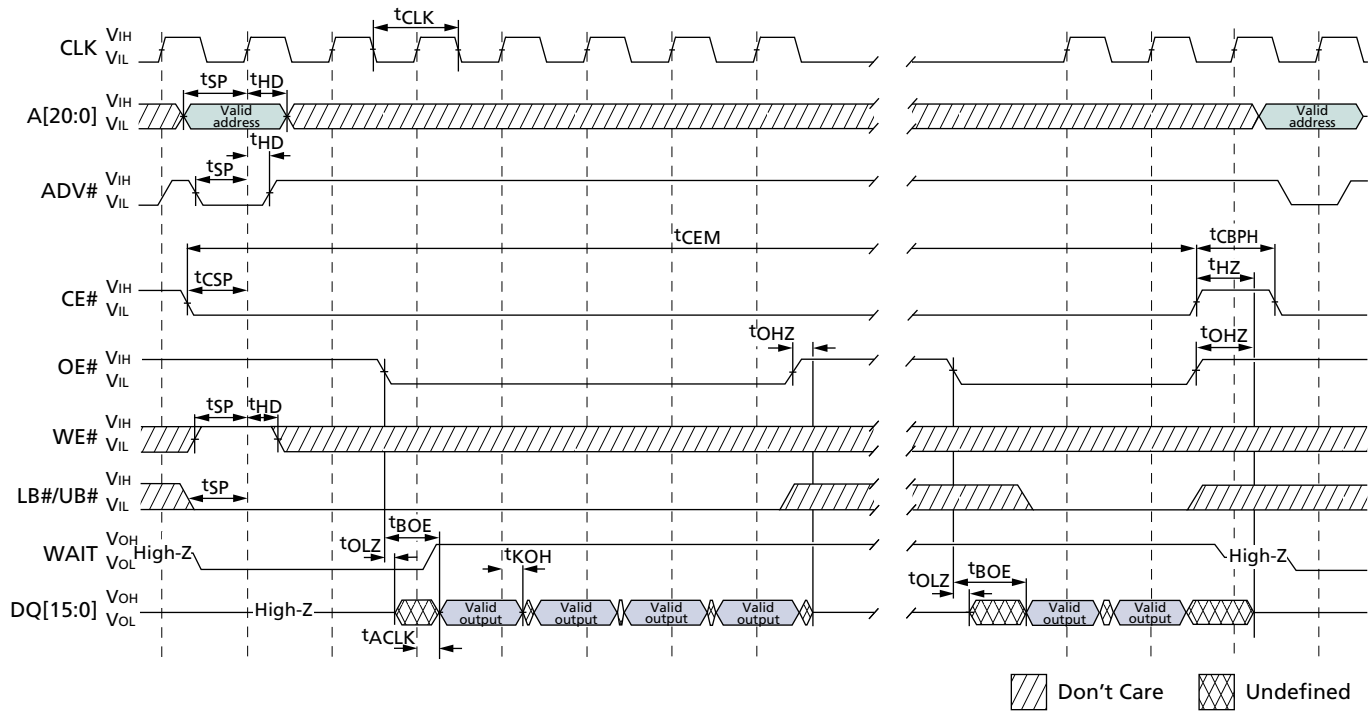 tCLK
CLK VIH
VIL
tSP tHD
A[20:0] VIH
VIL
Valid address
Valid address
tHD
tSP
ADV# VIH
VIL
tCEM
tCBPH
tCSP
tHZ
CE# VIH
VIL
tOHZ
tOHZ
OE# VIH
VIL
tSP tHD
WE# VIH
VIL
LB#/UB# VIH
VIL
tSP
tBOE
WAIT VOH
VOL
High-Z
tOLZ
tKOH
High-Z
tOLZ
tBOE
DQ[15:0] VOH
VOL
High-Z
Valid output
Valid output
Valid output
Valid output
Valid output
Valid output
tACLK
Don't Care
Undefined